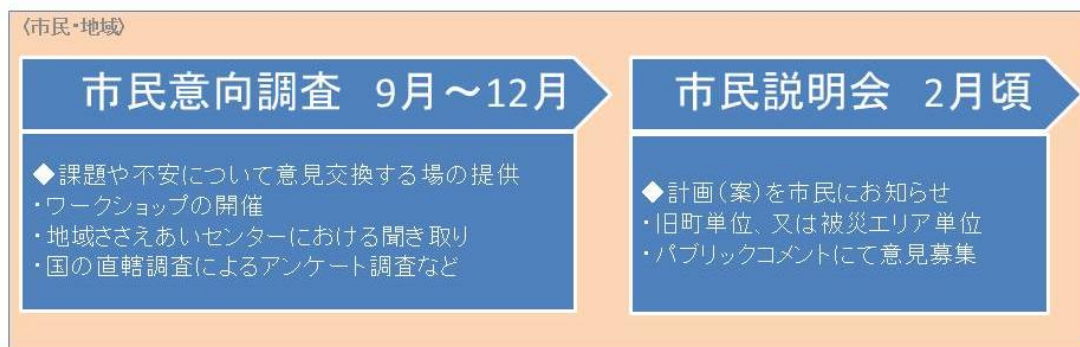 〈市民・地域〉
市民意向調査 9月～12月
◆課題や不安について意見交換する場の提供
・ワークショップの開催
・地域ささえあいセンターにおける聞き取り
・国の直轄調査によるアンケート調査など
市民説明会 2月頃
◆計画（案）を市民にお知らせ
・旧町単位、又は被災エリア単位
・パブリックコメントにて意見募集